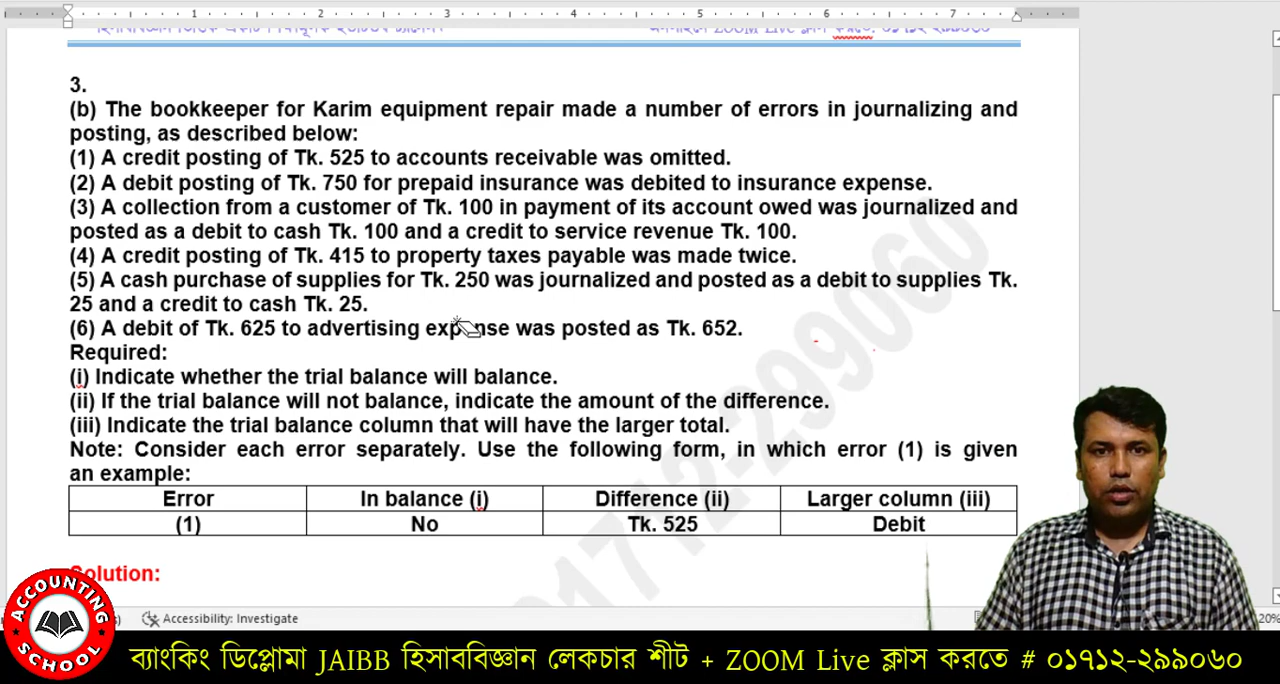 1 2 3 4 5 6 7
3.
(b) The bookkeeper for Karim equipment repair made a number of errors in journalizing and
posting, as described below:
(1) A credit posting of Tk. 525 to accounts receivable was omitted.
(2) A debit posting of Tk. 750 for prepaid insurance was debited to insurance expense.
(3) A collection from a customer of Tk. 100 in payment of its account owed was journalized and
posted as a debit to cash Tk. 100 and a credit to service revenue Tk. 100.
(4) A credit posting of Tk. 415 to property taxes payable was made twice.
(5) A cash purchase of supplies for Tk. 250 was journalized and posted as a debit to supplies Tk.
25 and a credit to cash Tk. 25.
(6) A debit of Tk. 625 to advertising expense was posted as Tk. 652.
Required:
(i) Indicate whether the trial balance will balance.
(ii) If the trial balance will not balance, indicate the amount of the difference.
(iii) Indicate the trial balance column that will have the larger total.
Note: Consider each error separately. Use the following form, in which error (1) is given
an example:
Error In balance (i) Difference (ii) Larger column (iii)
(1) No Tk. 525 Debit
Solution:
Accessibility: Investigate
ACCOUNTING
SCHOOL
ব্যাংকিং ডিপ্লোমা JAIBB হিসাববিজ্ঞান লেকচার শীট + ZOOM Live ক্লাস করতে # ০১৭১২-২৯৯০৬০